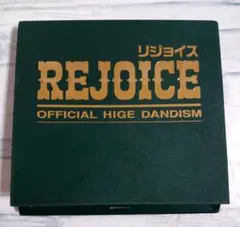 リジョイス
REJOICE
OFFICIAL HIGE DANDISM